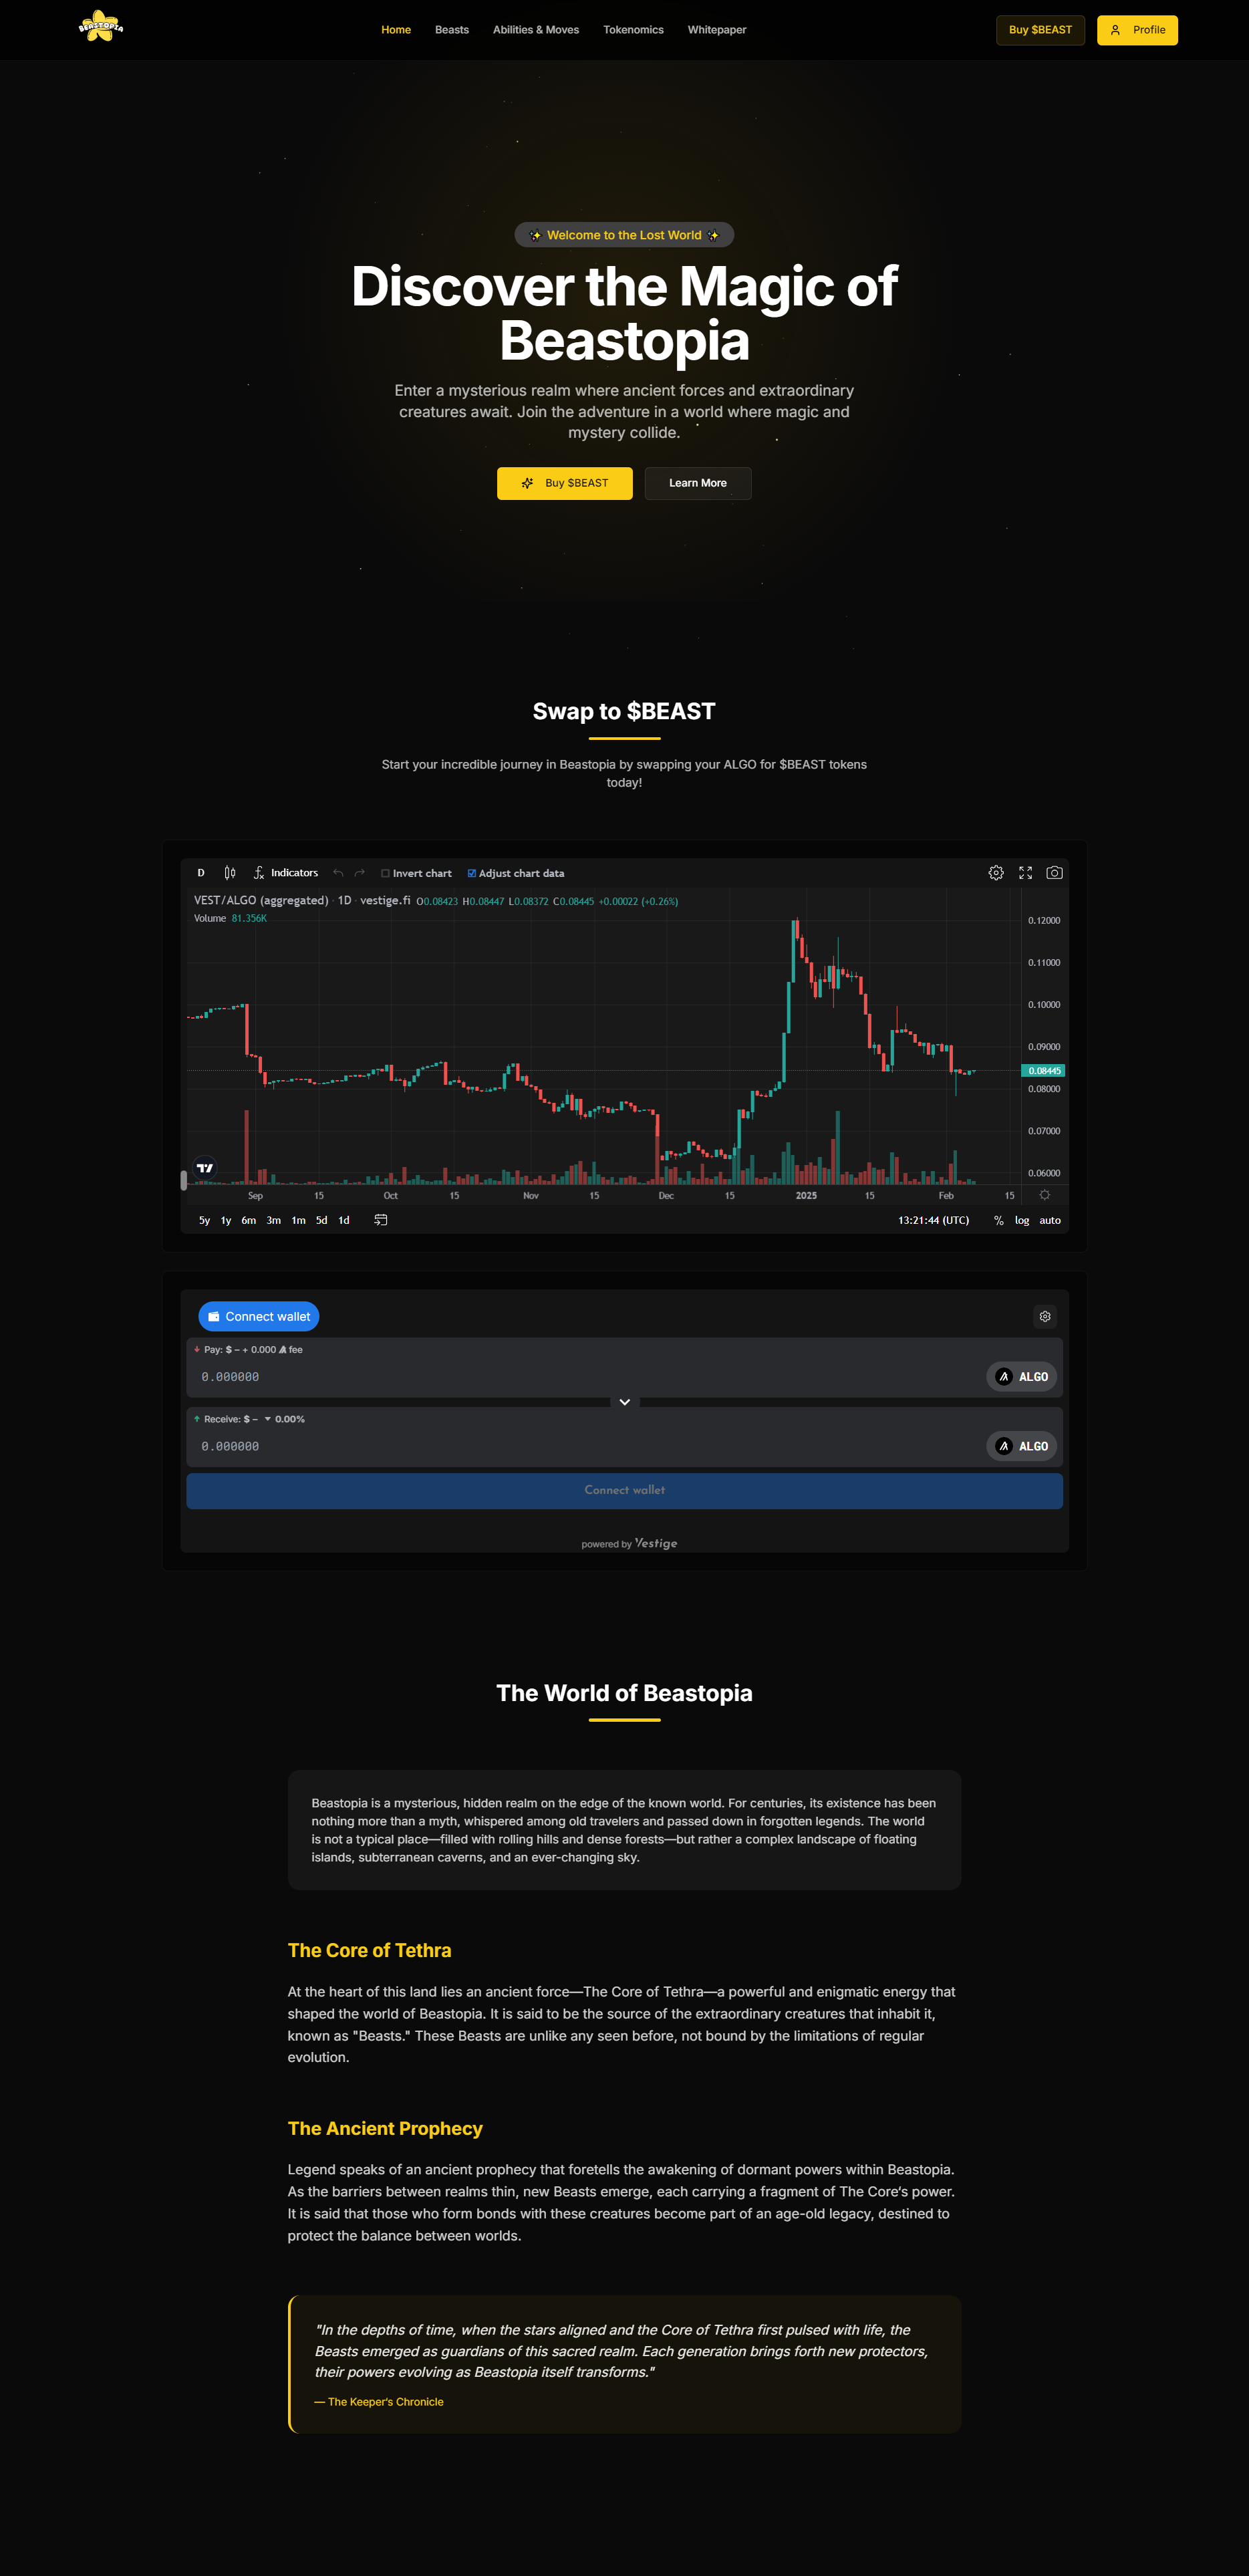 BEASTOPIA
Home Beasts Abilities & Moves Tokenomics Whitepaper
Buy $BEAST Profile
✨ Welcome to the Lost World ✨
Discover the Magic of
Beastopia
Enter a mysterious realm where ancient forces and extraordinary
creatures await. Join the adventure in a world where magic and
mystery collide.
Buy $BEAST Learn More
Swap to $BEAST
Start your incredible journey in Beastopia by swapping your ALGO for $BEAST tokens
today!
D Indicators Invert chart Adjust chart data
VEST/ALGO (aggregated) · 1D · vestige.fi O0.08423 H0.08447 L0.08372 C0.08445 +0.00022 (+0.26%)
Volume 81.356K
0.12000
0.11000
0.10000
0.09000
0.08445
0.08000
0.07000
0.06000
Sep 15 Oct 15 Nov 15 Dec 15 2025 15 Feb 15
5y 1y 6m 3m 1m 5d 1d 13:21:44 (UTC) % log auto
Connect wallet
Pay: $ – + 0.000 fee
0.000000 ALGO
Receive: $ – 0.00%
0.000000 ALGO
Connect wallet
powered by Vestige
The World of Beastopia
Beastopia is a mysterious, hidden realm on the edge of the known world. For centuries, its existence has been
nothing more than a myth, whispered among old travelers and passed down in forgotten legends. The world
is not a typical place—filled with rolling hills and dense forests—but rather a complex landscape of floating
islands, subterranean caverns, and an ever-changing sky.
The Core of Tethra
At the heart of this land lies an ancient force—The Core of Tethra—a powerful and enigmatic energy that
shaped the world of Beastopia. It is said to be the source of the extraordinary creatures that inhabit it,
known as "Beasts." These Beasts are unlike any seen before, not bound by the limitations of regular
evolution.
The Ancient Prophecy
Legend speaks of an ancient prophecy that foretells the awakening of dormant powers within Beastopia.
As the barriers between realms thin, new Beasts emerge, each carrying a fragment of The Core's power.
It is said that those who form bonds with these creatures become part of an age-old legacy, destined to
protect the balance between worlds.
"In the depths of time, when the stars aligned and the Core of Tethra first pulsed with life, the
Beasts emerged as guardians of this sacred realm. Each generation brings forth new protectors,
their powers evolving as Beastopia itself transforms."
— The Keeper's Chronicle